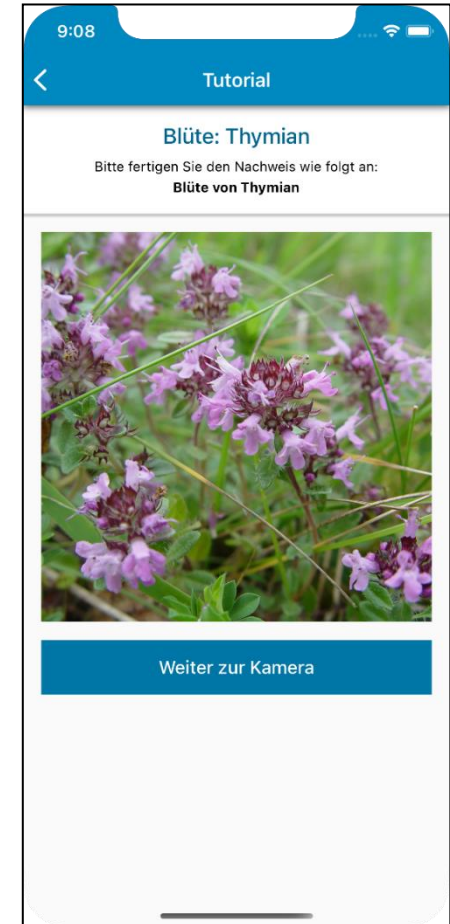 9:08
Tutorial
Blüte: Thymian
Bitte fertigen Sie den Nachweis wie folgt an:
Blüte von Thymian
Weiter zur Kamera